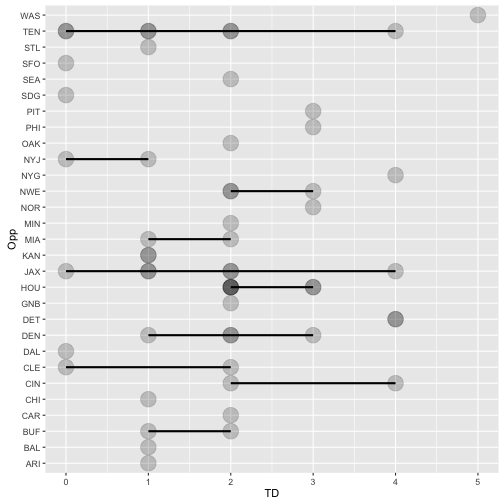 WAS
TEN
STL
SFO
SEA
SDG
PIT
PHI
OAK
NYJ
NYG
NWE
NOR
MIN
MIA
KAN
JAX
HOU
GNB
DET
DEN
DAL
CLE
CIN
CHI
CAR
BUF
BAL
ARI
Opp
0 1 2 3 4 5
TD